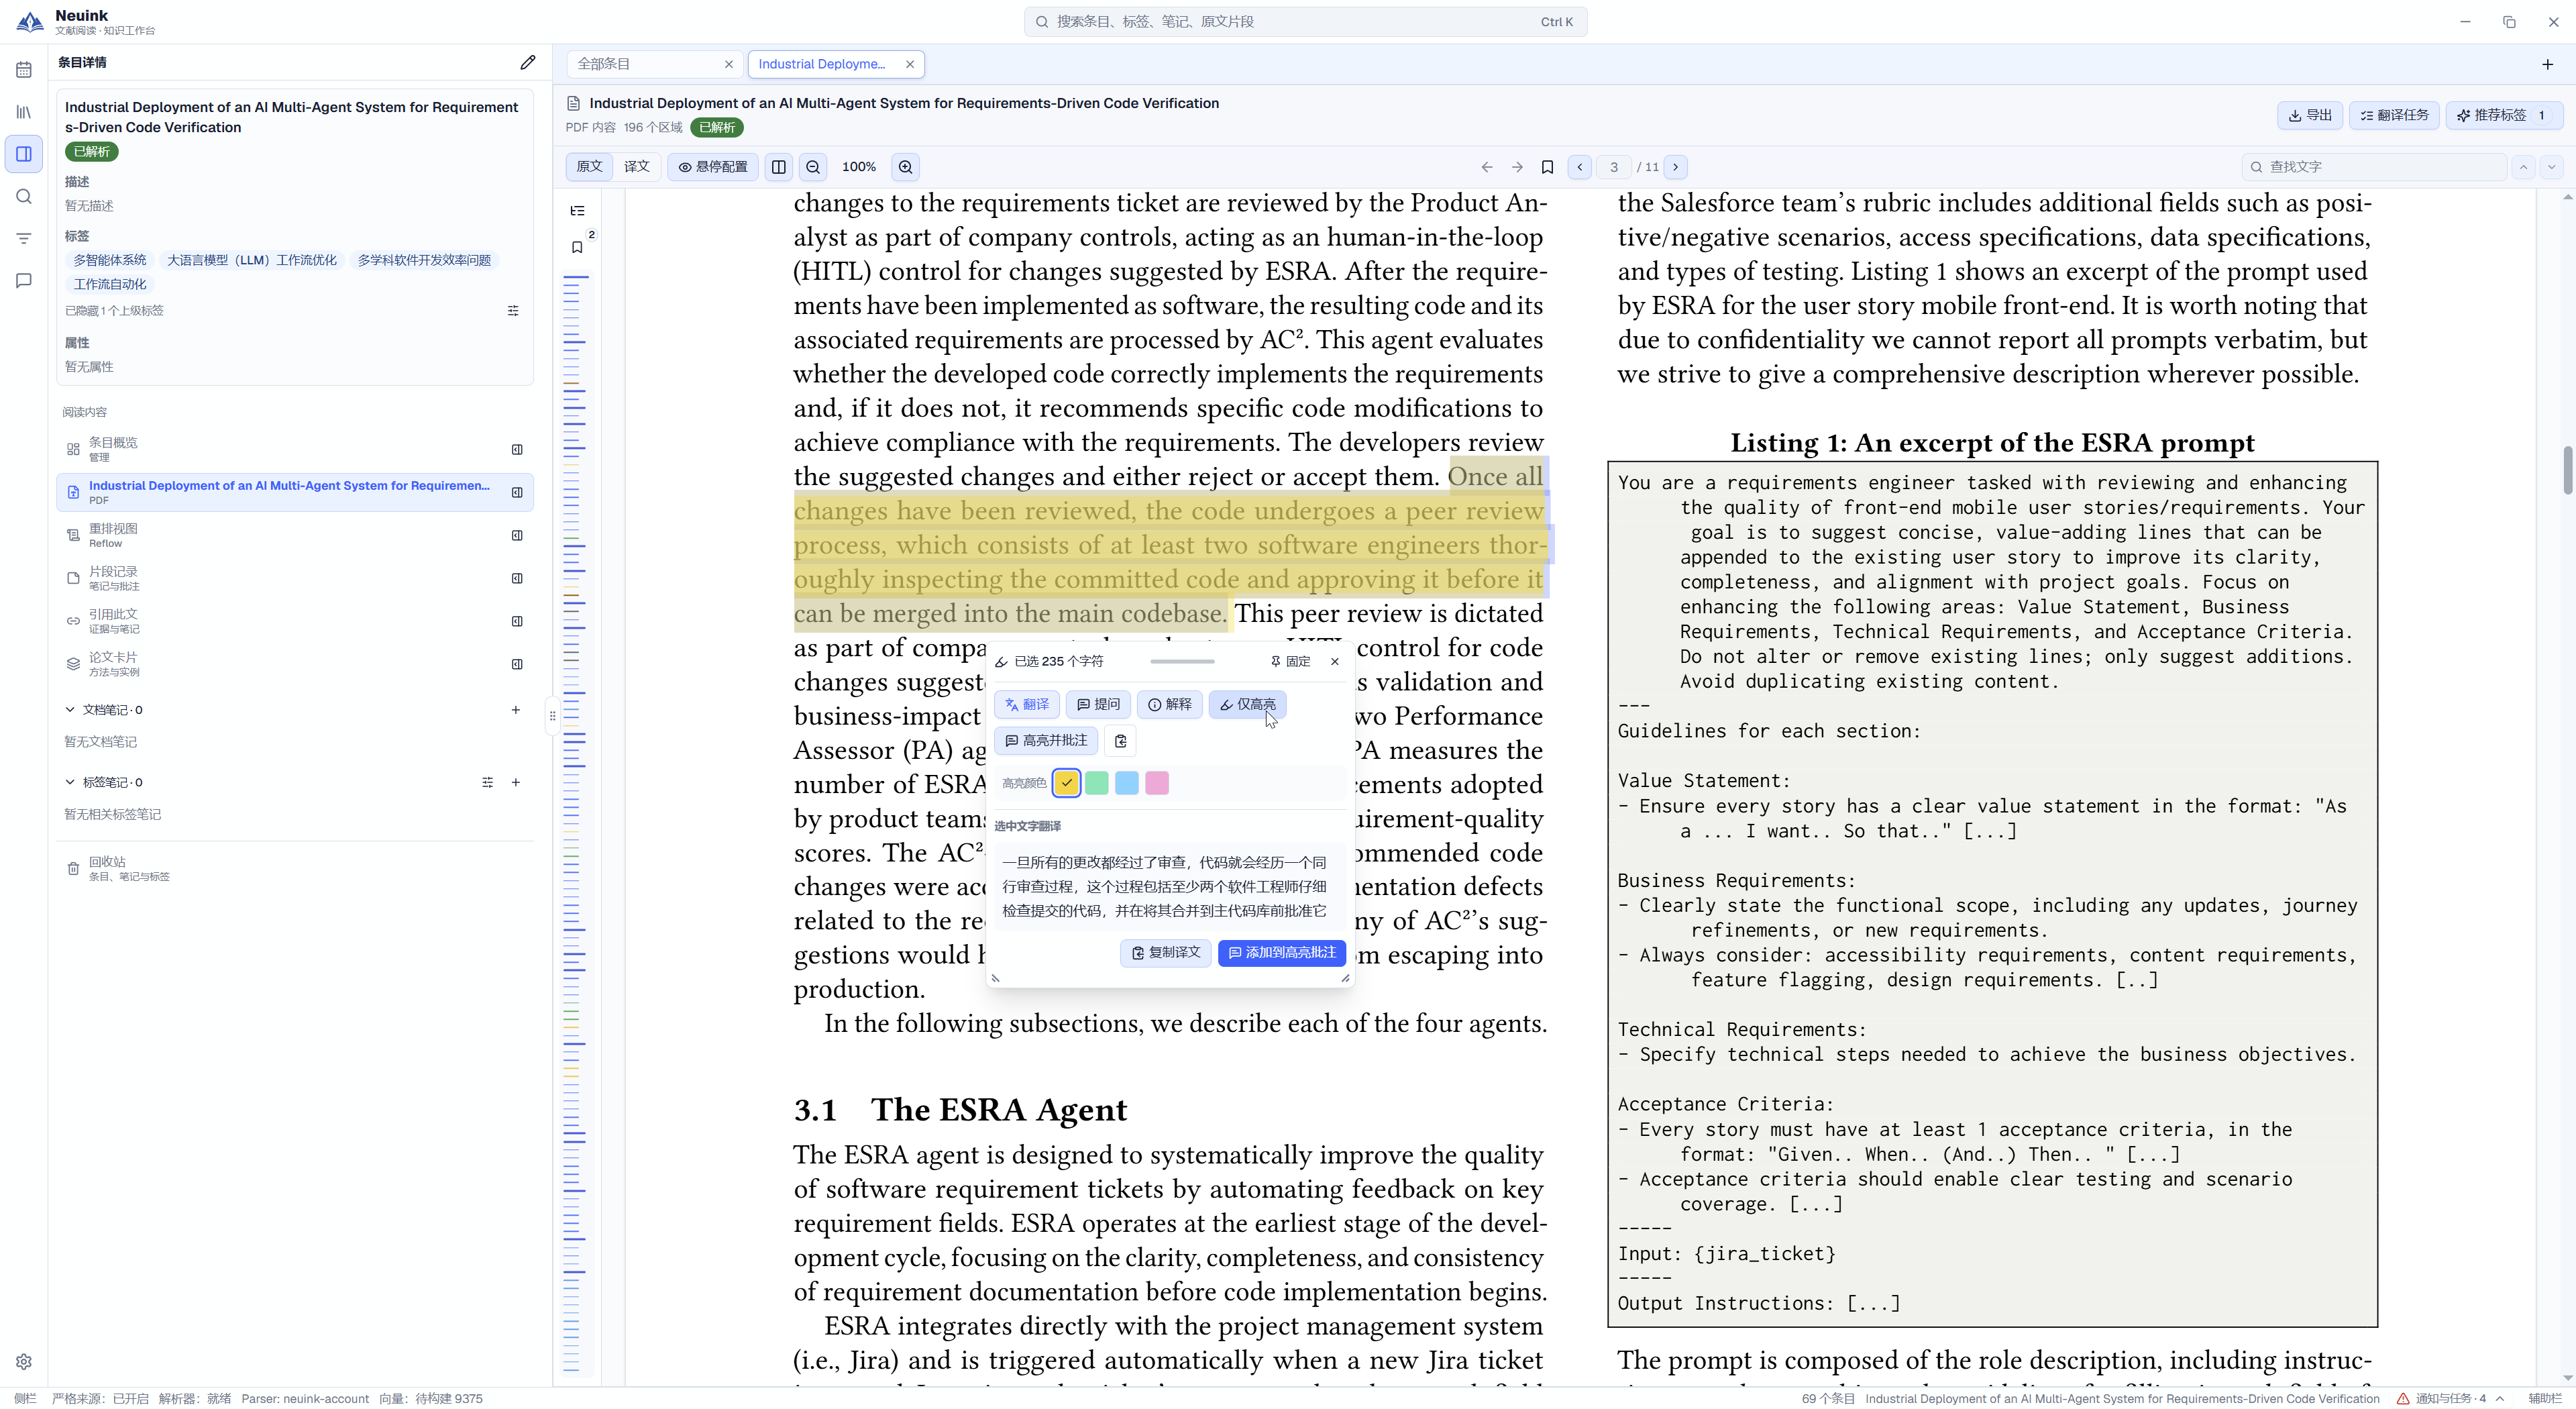 Neuink
文献阅读 · 知识工作台
搜索条目、标签、笔记、原文片段
Ctrl K
条目详情
Industrial Deployment of an AI Multi-Agent System for Requirement
s-Driven Code Verification
已解析
描述
暂无描述
标签
多智能体系统
大语言模型（LLM）工作流优化
多学科软件开发效率问题
工作流自动化
已隐藏 1 个上级标签
属性
暂无属性
阅读内容
条目概览
管理
Industrial Deployment of an AI Multi-Agent System for Requiremen...
PDF
重排视图
Reflow
片段记录
笔记与批注
引用此文
证据与笔记
论文卡片
方法与实例
文档笔记 · 0
暂无文档笔记
标签笔记 · 0
暂无相关标签笔记
回收站
条目、笔记与标签
全部条目
Industrial Deployme...
Industrial Deployment of an AI Multi-Agent System for Requirements-Driven Code Verification
PDF 内容 196 个区域 已解析
导出
翻译任务
推荐标签 1
原文
译文
悬停配置
100%
3 / 11
查找文字
2
changes to the requirements ticket are reviewed by the Product An-
alyst as part of company controls, acting as an human-in-the-loop
(HITL) control for changes suggested by ESRA. After the require-
ments have been implemented as software, the resulting code and its
associated requirements are processed by AC². This agent evaluates
whether the developed code correctly implements the requirements
and, if it does not, it recommends specific code modifications to
achieve compliance with the requirements. The developers review
the suggested changes and either reject or accept them. Once all
changes have been reviewed, the code undergoes a peer review
process, which consists of at least two software engineers thor-
oughly inspecting the committed code and approving it before it
can be merged into the main codebase. This peer review is dictated
as part of compa
control for code
changes suggest
s validation and
business-impact
wo Performance
Assessor (PA) ag
PA measures the
number of ESRA
cements adopted
by product teams
uirement-quality
scores. The AC²
ommended code
changes were acc
nentation defects
related to the re
ny of AC²'s sug-
gestions would h
m escaping into
production.
In the following subsections, we describe each of the four agents.
3.1 The ESRA Agent
The ESRA agent is designed to systematically improve the quality
of software requirement tickets by automating feedback on key
requirement fields. ESRA operates at the earliest stage of the devel-
opment cycle, focusing on the clarity, completeness, and consistency
of requirement documentation before code implementation begins.
ESRA integrates directly with the project management system
(i.e., Jira) and is triggered automatically when a new Jira ticket
已选 235 个字符
固定
翻译
提问
解释
仅高亮
高亮并批注
高亮颜色
选中文字翻译
一旦所有的更改都经过了审查，代码就会经历一个同
行审查过程，这个过程包括至少两个软件工程师仔细
检查提交的代码，并在将其合并到主代码库前批准它
复制译文
添加到高亮批注
the Salesforce team's rubric includes additional fields such as posi-
tive/negative scenarios, access specifications, data specifications,
and types of testing. Listing 1 shows an excerpt of the prompt used
by ESRA for the user story mobile front-end. It is worth noting that
due to confidentiality we cannot report all prompts verbatim, but
we strive to give a comprehensive description wherever possible.
Listing 1: An excerpt of the ESRA prompt
You are a requirements engineer tasked with reviewing and enhancing
the quality of front-end mobile user stories/requirements. Your
goal is to suggest concise, value-adding lines that can be
appended to the existing user story to improve its clarity,
completeness, and alignment with project goals. Focus on
enhancing the following areas: Value Statement, Business
Requirements, Technical Requirements, and Acceptance Criteria.
Do not alter or remove existing lines; only suggest additions.
Avoid duplicating existing content.
---
Guidelines for each section:
Value Statement:
- Ensure every story has a clear value statement in the format: "As
a ... I want.. So that.." [...]
Business Requirements:
- Clearly state the functional scope, including any updates, journey
refinements, or new requirements.
- Always consider: accessibility requirements, content requirements,
feature flagging, design requirements. [..]
Technical Requirements:
- Specify technical steps needed to achieve the business objectives.
Acceptance Criteria:
- Every story must have at least 1 acceptance criteria, in the
format: "Given.. When.. (And..) Then.. " [...]
- Acceptance criteria should enable clear testing and scenario
coverage. [...]
-----
Input: {jira_ticket}
-----
Output Instructions: [...]
The prompt is composed of the role description, including instruc-
侧栏 严格来源：已开启 解析器：就绪 Parser: neuink-account 向量：待构建 9375
69 个条目 Industrial Deployment of an AI Multi-Agent System for Requirements-Driven Code Verification 通知与任务 · 4 辅助栏